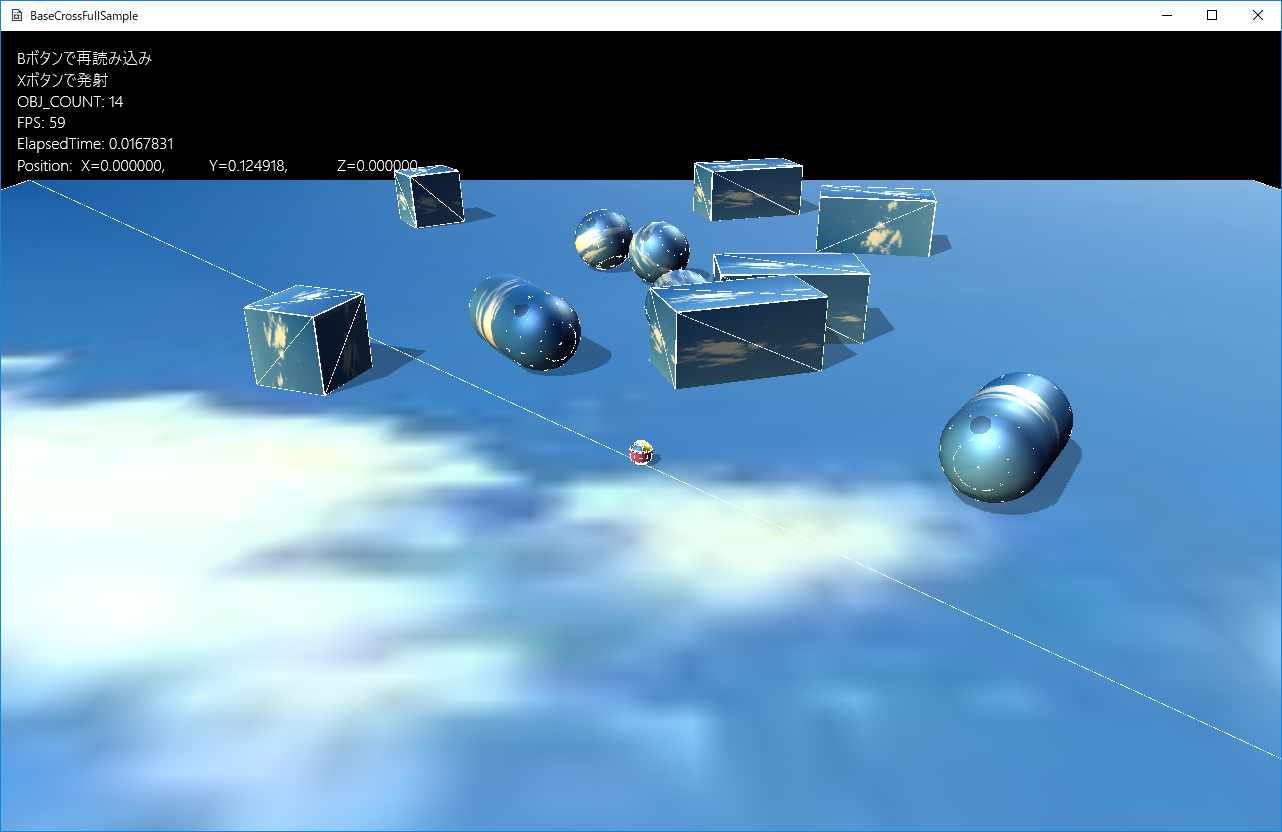 BaseCrossFullSample
Bボタンで再読み込み
Xボタンで発射
OBJ_COUNT: 14
FPS: 59
ElapsedTime: 0.0167831
Position: X=0.000000, Y=0.124918, Z=0.000000